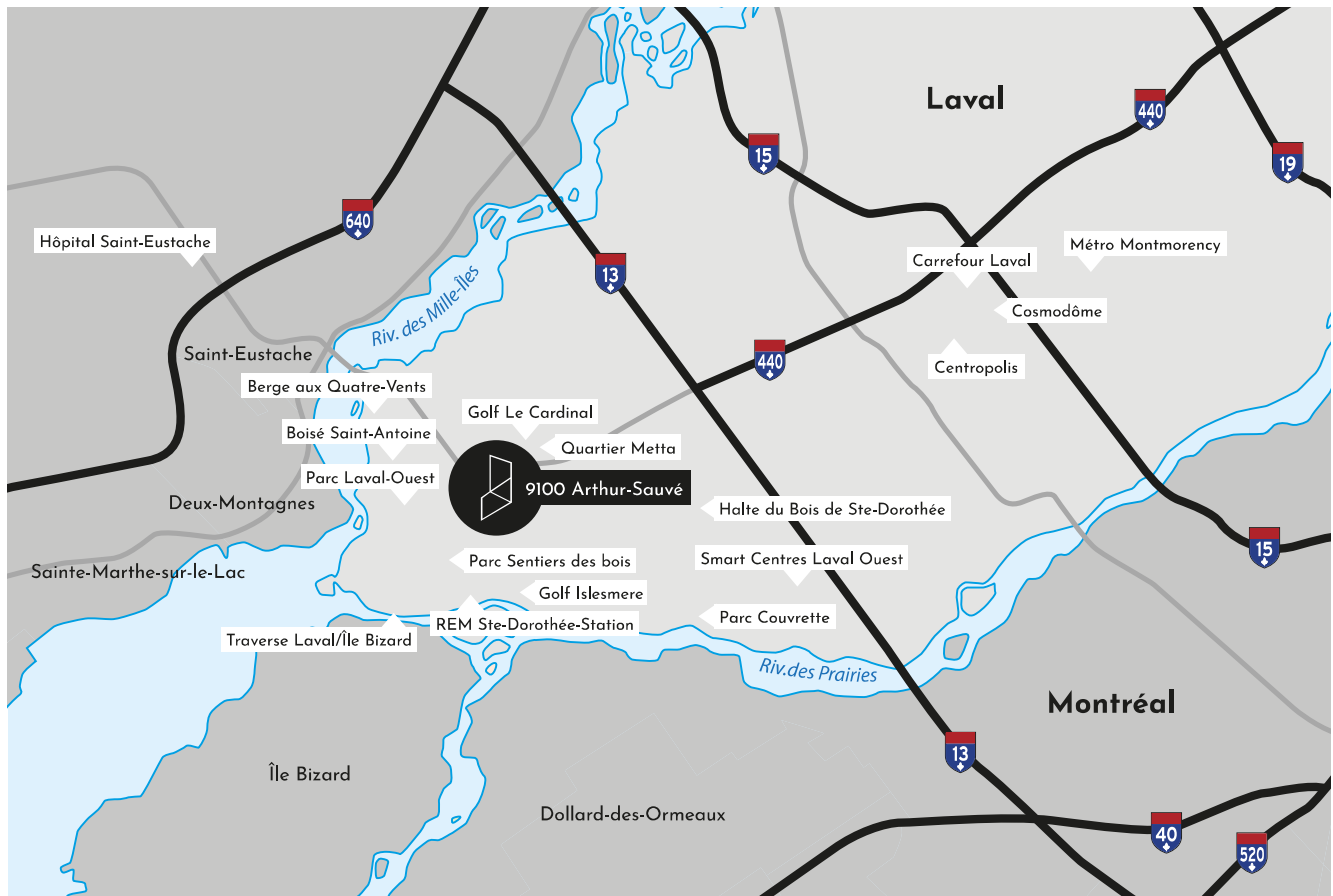 Laval
440
15
19
640
Hôpital Saint-Eustache
Métro Montmorency
Carrefour Laval
13
Riv. des Mille-Îles
Cosmodôme
Saint-Eustache
440
Centropolis
Berge aux Quatre-Vents
Golf Le Cardinal
Boisé Saint-Antoine
Quartier Metta
Parc Laval-Ouest
9100 Arthur-Sauvé
Deux-Montagnes
Halte du Bois de Ste-Dorothée
15
Parc Sentiers des bois
Smart Centres Laval Ouest
Sainte-Marthe-sur-le-Lac
Golf Islesmere
Parc Couvrette
REM Ste-Dorothée-Station
Traverse Laval/Île Bizard
Riv.des Prairies
Montréal
13
Île Bizard
Dollard-des-Ormeaux
40
520